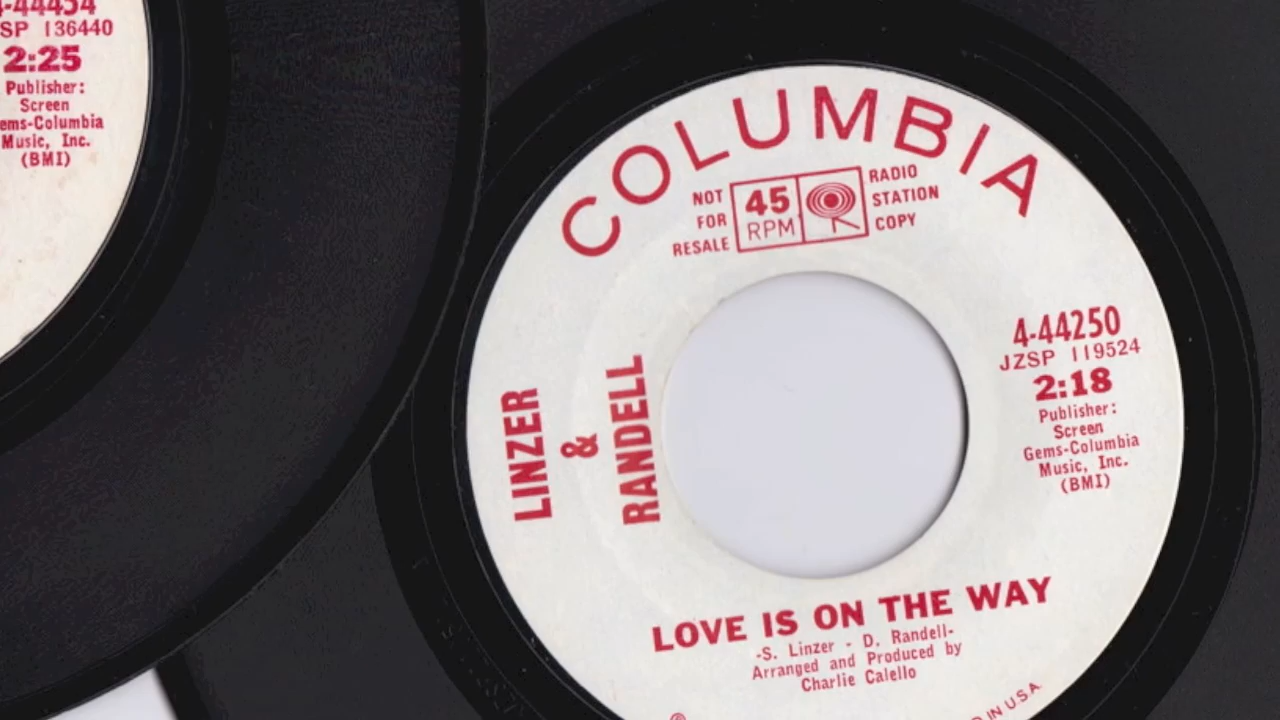 4-44454
SP 136440
2:25
Publisher:
Screen
ems-Columbia
Music, Inc.
(BMI)
COLUMBIA
NOT
FOR
RESALE
45
RPM
RADIO
STATION
COPY
4-44250
JZSP 119524
2:18
Publisher:
Screen
Gems-Columbia
Music, Inc.
(BMI)
LINZER
&
RANDELL
LOVE IS ON THE WAY
-S. Linzer - D. Randell-
Arranged and Produced by
Charlie Calello
D IN U.S.A.